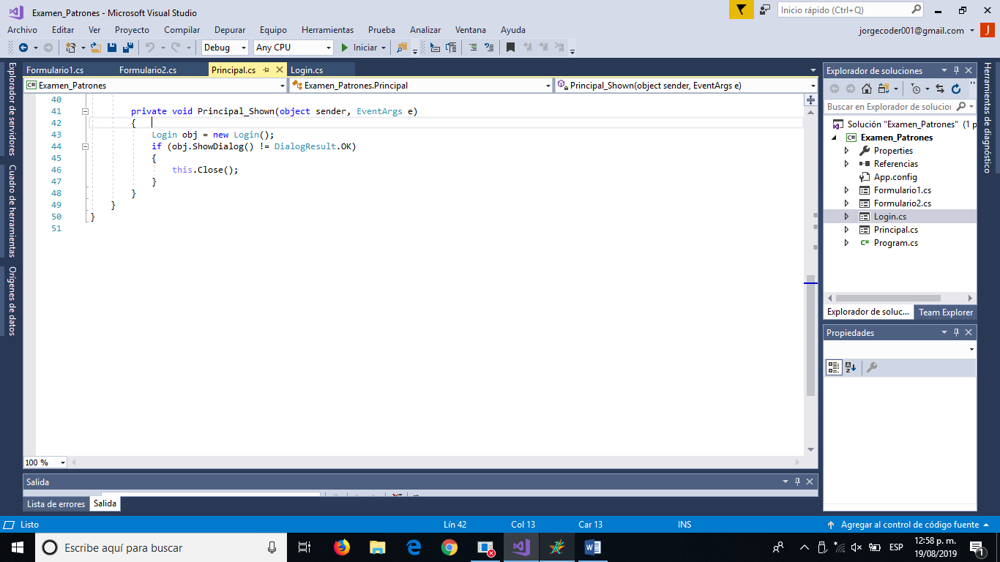 Examen_Patrones - Microsoft Visual Studio
Inicio rápido (Ctrl+Q)
Archivo Editar Ver Proyecto Compilar Depurar Equipo Herramientas Prueba Analizar Ventana Ayuda
jorgecoder001@gmail.com J
Debug Any CPU Iniciar
Explorador de servidores
Cuadro de herramientas
Orígenes de datos
Formulario1.cs Formulario2.cs Principal.cs Login.cs
Examen_Patrones Examen_Patrones.Principal Principal_Shown(object sender, EventArgs e)
40
41 private void Principal_Shown(object sender, EventArgs e)
42 {
43 Login obj = new Login();
44 if (obj.ShowDialog() != DialogResult.OK)
45 {
46 this.Close();
47 }
48 }
49 }
50 }
51
100 %
Salida
Lista de errores Salida
Explorador de soluciones
Buscar en Explorador de solucion
Solución "Examen_Patrones" (1 p
C# Examen_Patrones
Properties
Referencias
App.config
Formulario1.cs
Formulario2.cs
Login.cs
Principal.cs
C# Program.cs
Explorador de soluc... Team Explorer
Propiedades
Herramientas de diagnóstico
Listo Lín 42 Col 13 Car 13 INS Agregar al control de código fuente
Escribe aquí para buscar
ESP
12:58 p. m.
19/08/2019
1